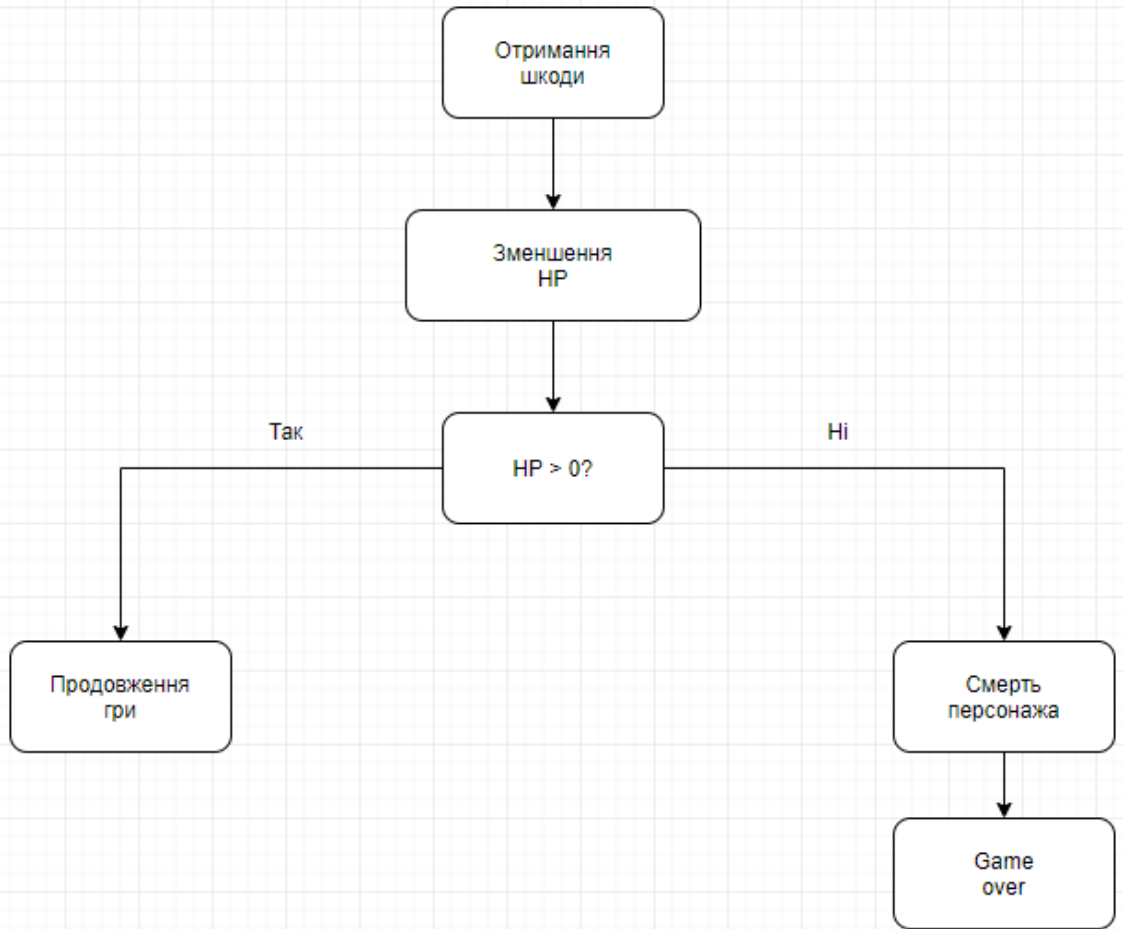 Отримання
шкоди
Зменшення
HP
Так
Ні
HP > 0?
Продовження
гри
Смерть
персонажа
Game
over